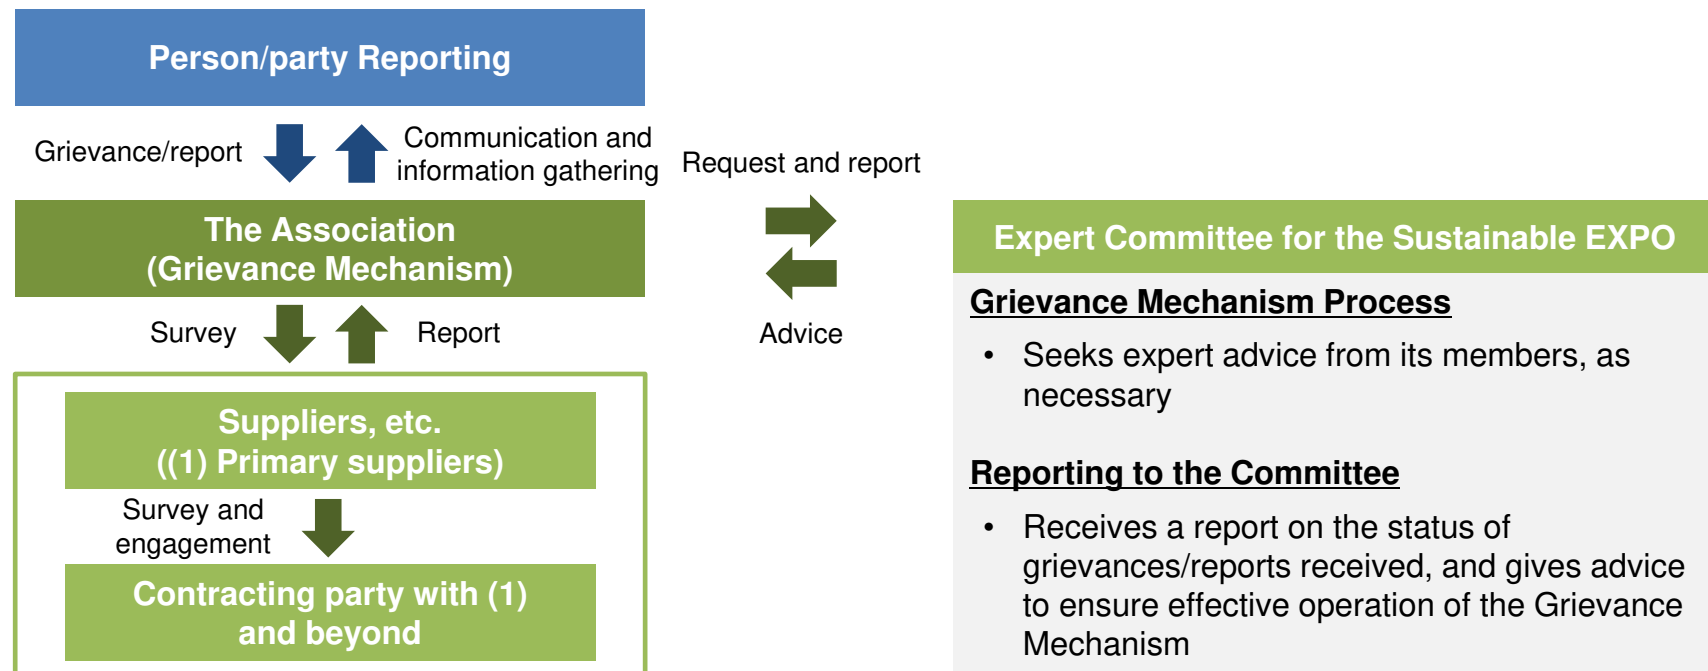 Person/party Reporting
Grievance/report
Communication and
information gathering
The Association
(Grievance Mechanism)
Survey
Report
Suppliers, etc.
((1) Primary suppliers)
Survey and
engagement
Contracting party with (1)
and beyond
Request and report
Advice
Expert Committee for the Sustainable EXPO
Grievance Mechanism Process
• Seeks expert advice from its members, as
necessary
Reporting to the Committee
• Receives a report on the status of
grievances/reports received, and gives advice
to ensure effective operation of the Grievance
Mechanism